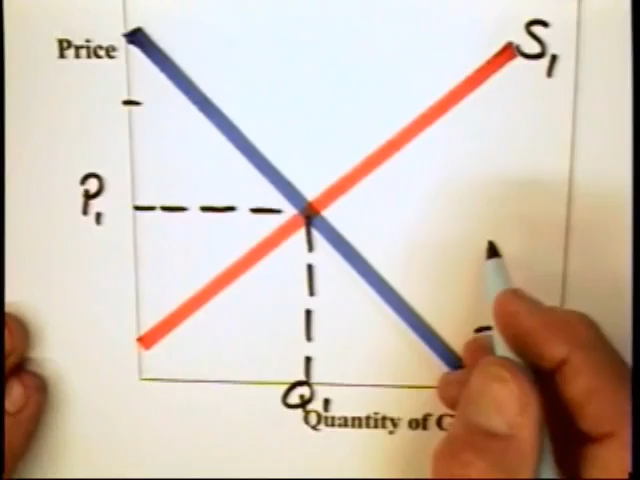 Price
S₁
P₁
Q₁
Quantity of